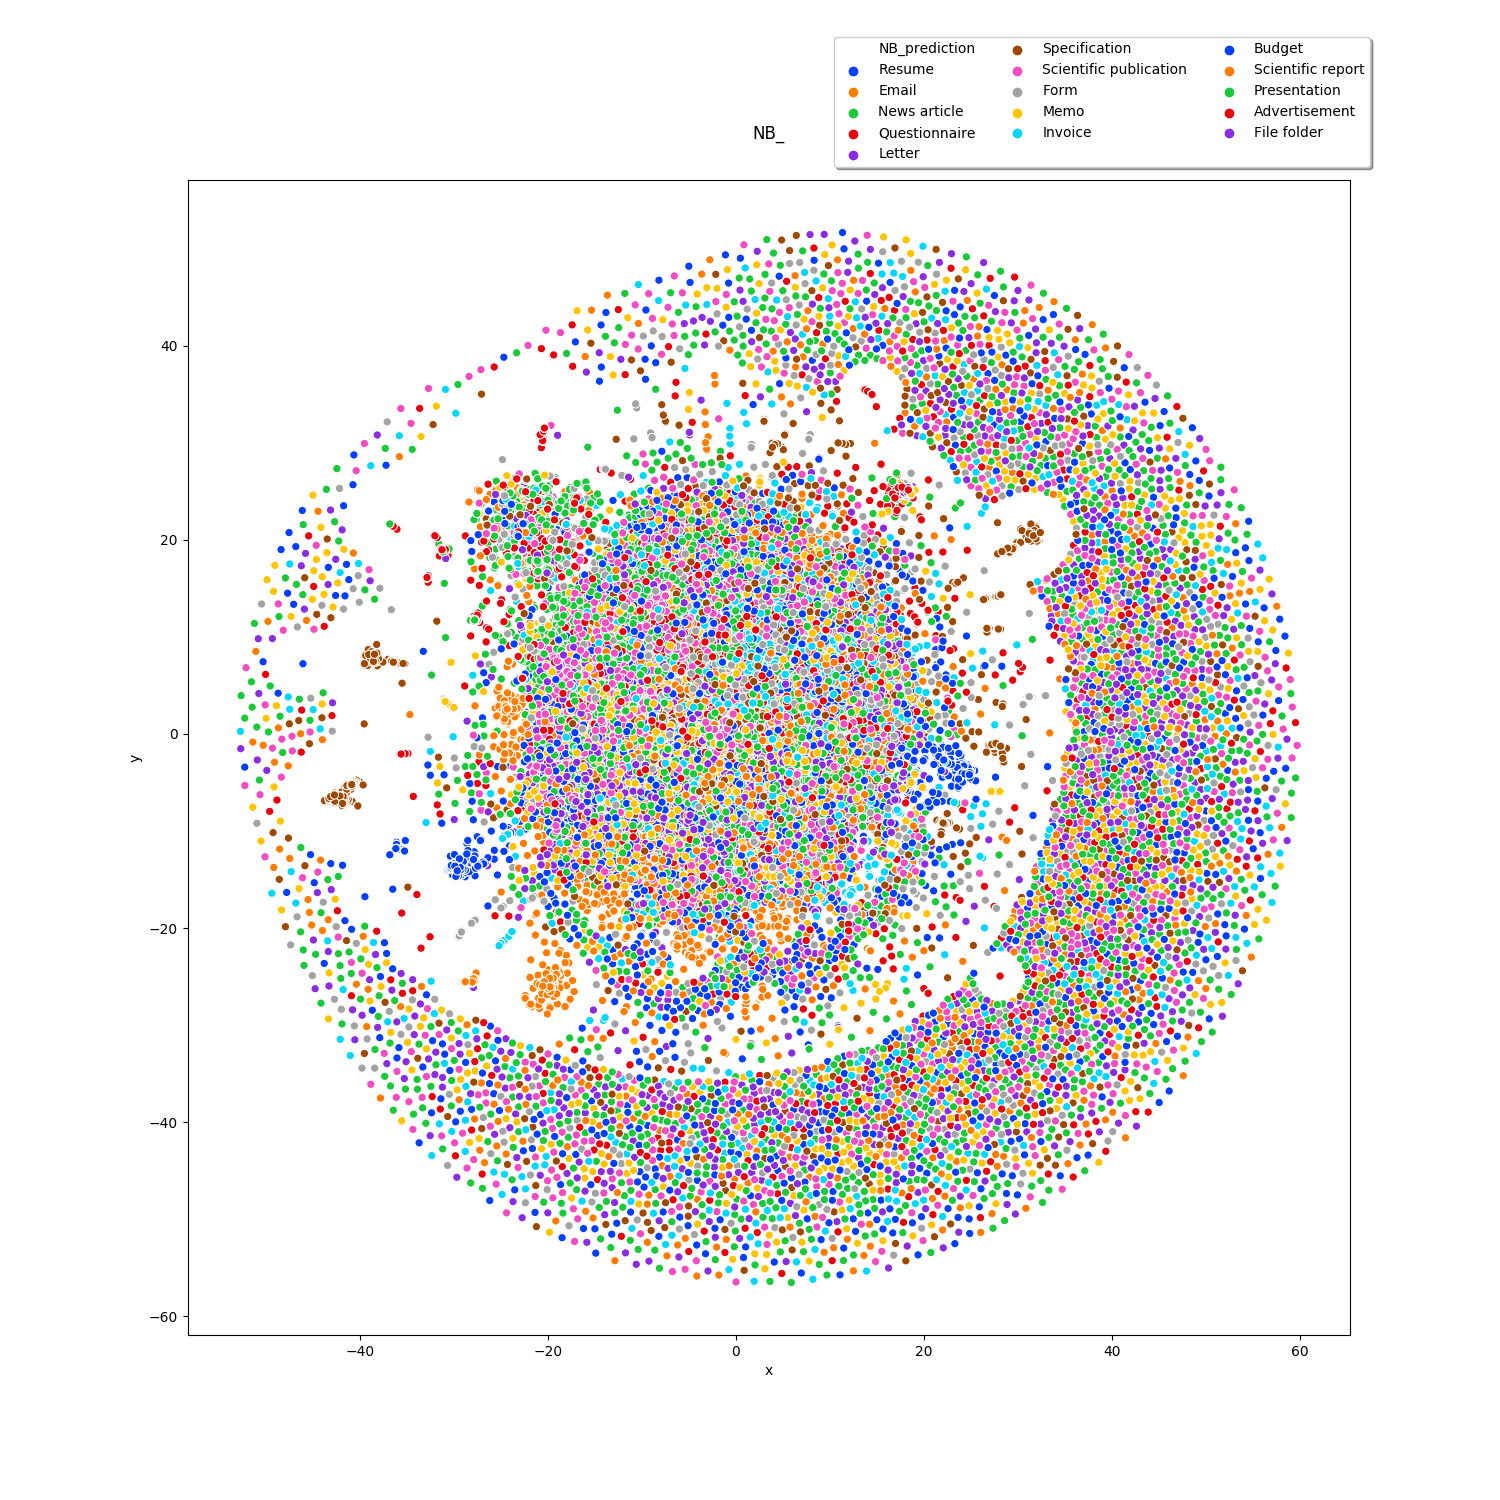 NB_prediction
Resume
Email
News article
Questionnaire
Letter
Specification
Scientific publication
Form
Memo
Invoice
Budget
Scientific report
Presentation
Advertisement
File folder
NB_
40
20
0
−20
−40
−60
y
−40
−20
0
20
40
60
x